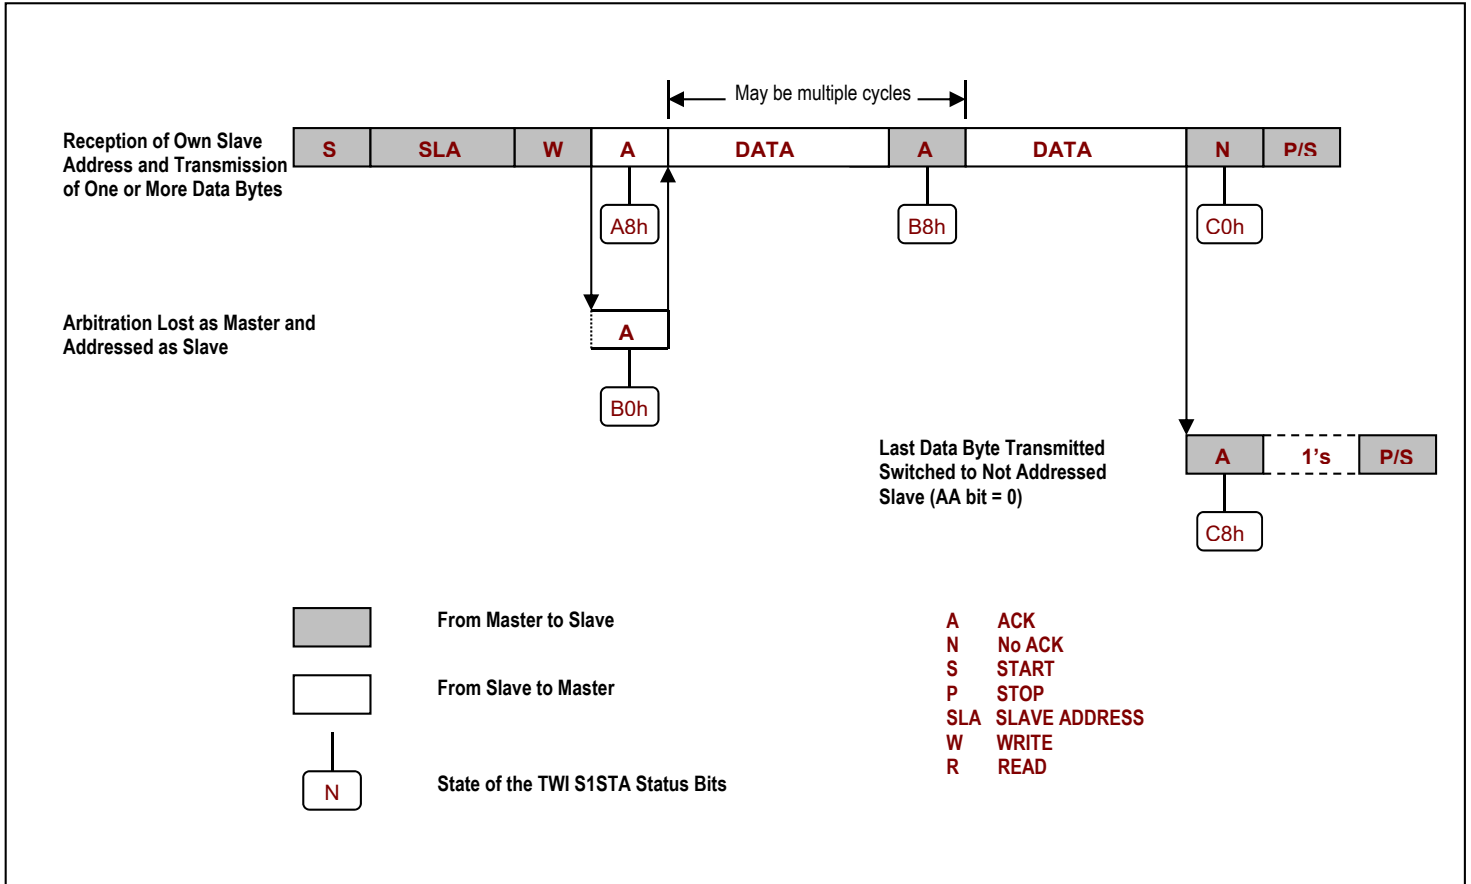 May be multiple cycles
Reception of Own Slave
Address and Transmission
of One or More Data Bytes
S SLA W A DATA A DATA N P/S
A8h B8h C0h
Arbitration Lost as Master and
Addressed as Slave
A
B0h
Last Data Byte Transmitted
Switched to Not Addressed
Slave (AA bit = 0)
A 1's P/S
C8h
From Master to Slave
From Slave to Master
N State of the TWI S1STA Status Bits
A ACK
N No ACK
S START
P STOP
SLA SLAVE ADDRESS
W WRITE
R READ